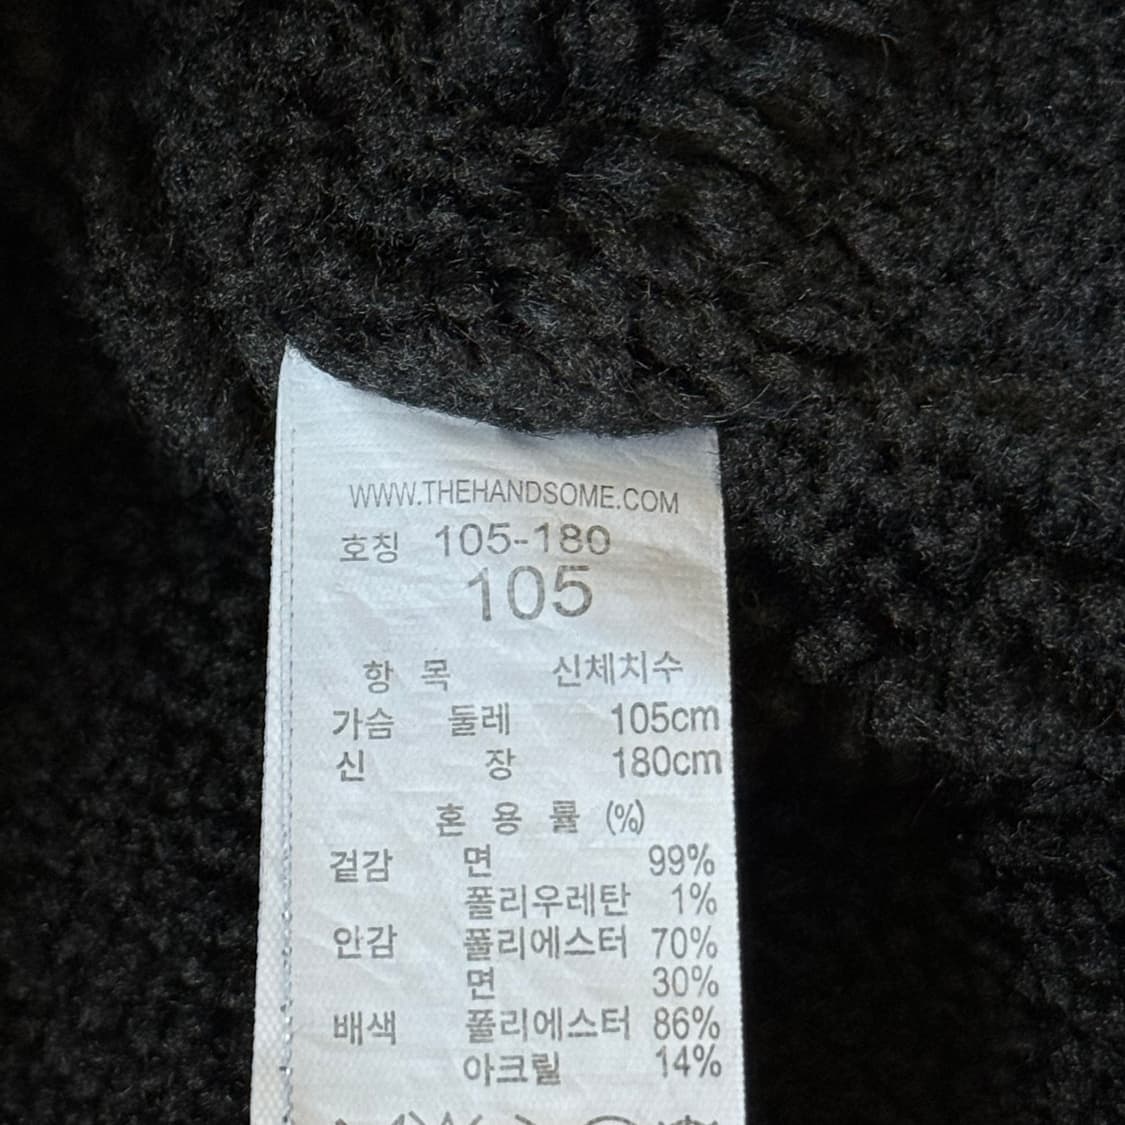 WWW.THEHANDSOME.COM
호칭 105-180
105
항 목 신체치수
가슴 둘레 105cm
신 장 180cm
혼 용 률 (%)
겉감 면 99%
폴리우레탄 1%
안감 폴리에스터 70%
면 30%
배색 폴리에스터 86%
아크릴 14%